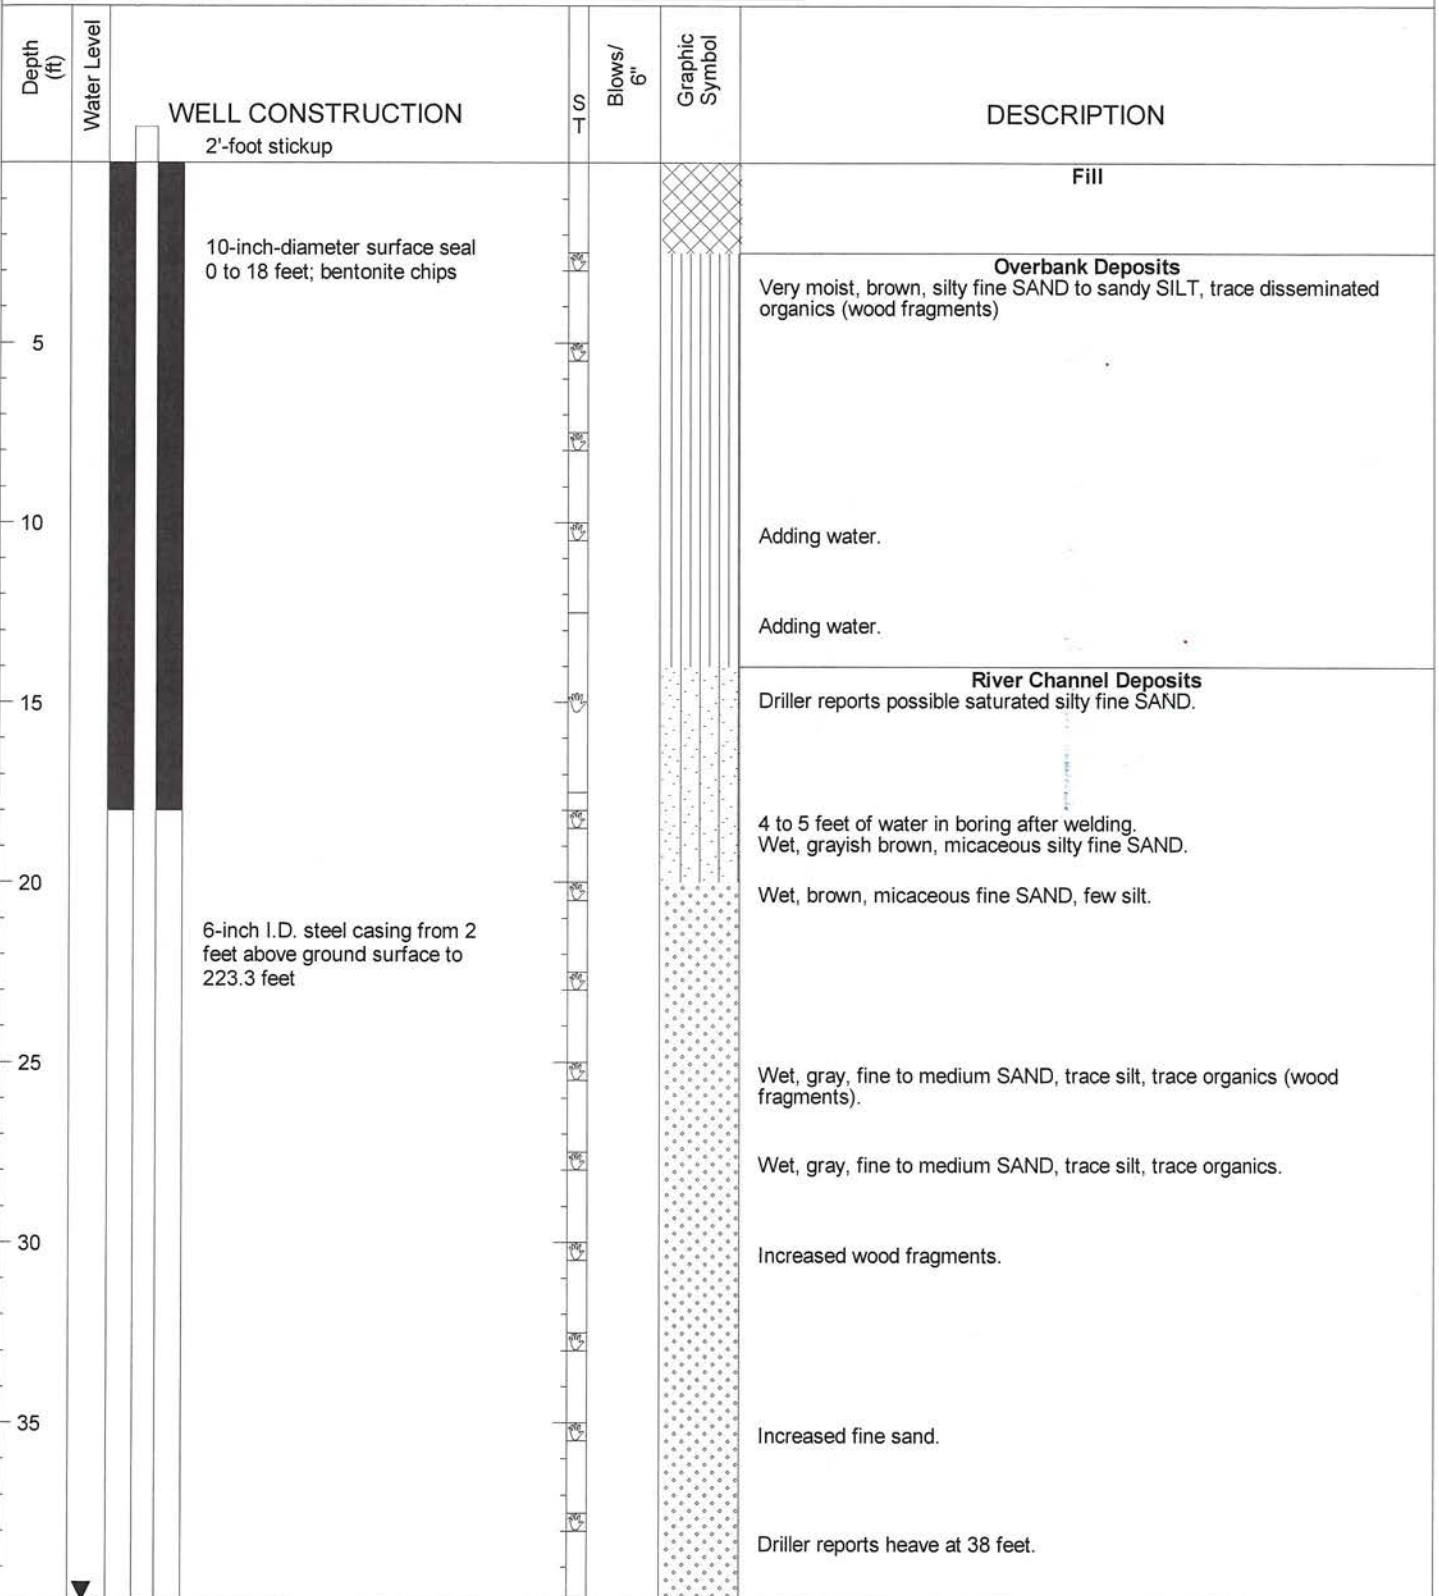 Depth
(ft)
Water Level
WELL CONSTRUCTION
S
T
Blows/
6"
Graphic
Symbol
DESCRIPTION
2'-foot stickup
Fill
10-inch-diameter surface seal
0 to 18 feet; bentonite chips
Overbank Deposits
Very moist, brown, silty fine SAND to sandy SILT, trace disseminated
organics (wood fragments)
5
10
Adding water.
Adding water.
River Channel Deposits
15
Driller reports possible saturated silty fine SAND.
4 to 5 feet of water in boring after welding.
Wet, grayish brown, micaceous silty fine SAND.
20
Wet, brown, micaceous fine SAND, few silt.
6-inch I.D. steel casing from 2
feet above ground surface to
223.3 feet
25
Wet, gray, fine to medium SAND, trace silt, trace organics (wood
fragments).
Wet, gray, fine to medium SAND, trace silt, trace organics.
30
Increased wood fragments.
35
Increased fine sand.
Driller reports heave at 38 feet.